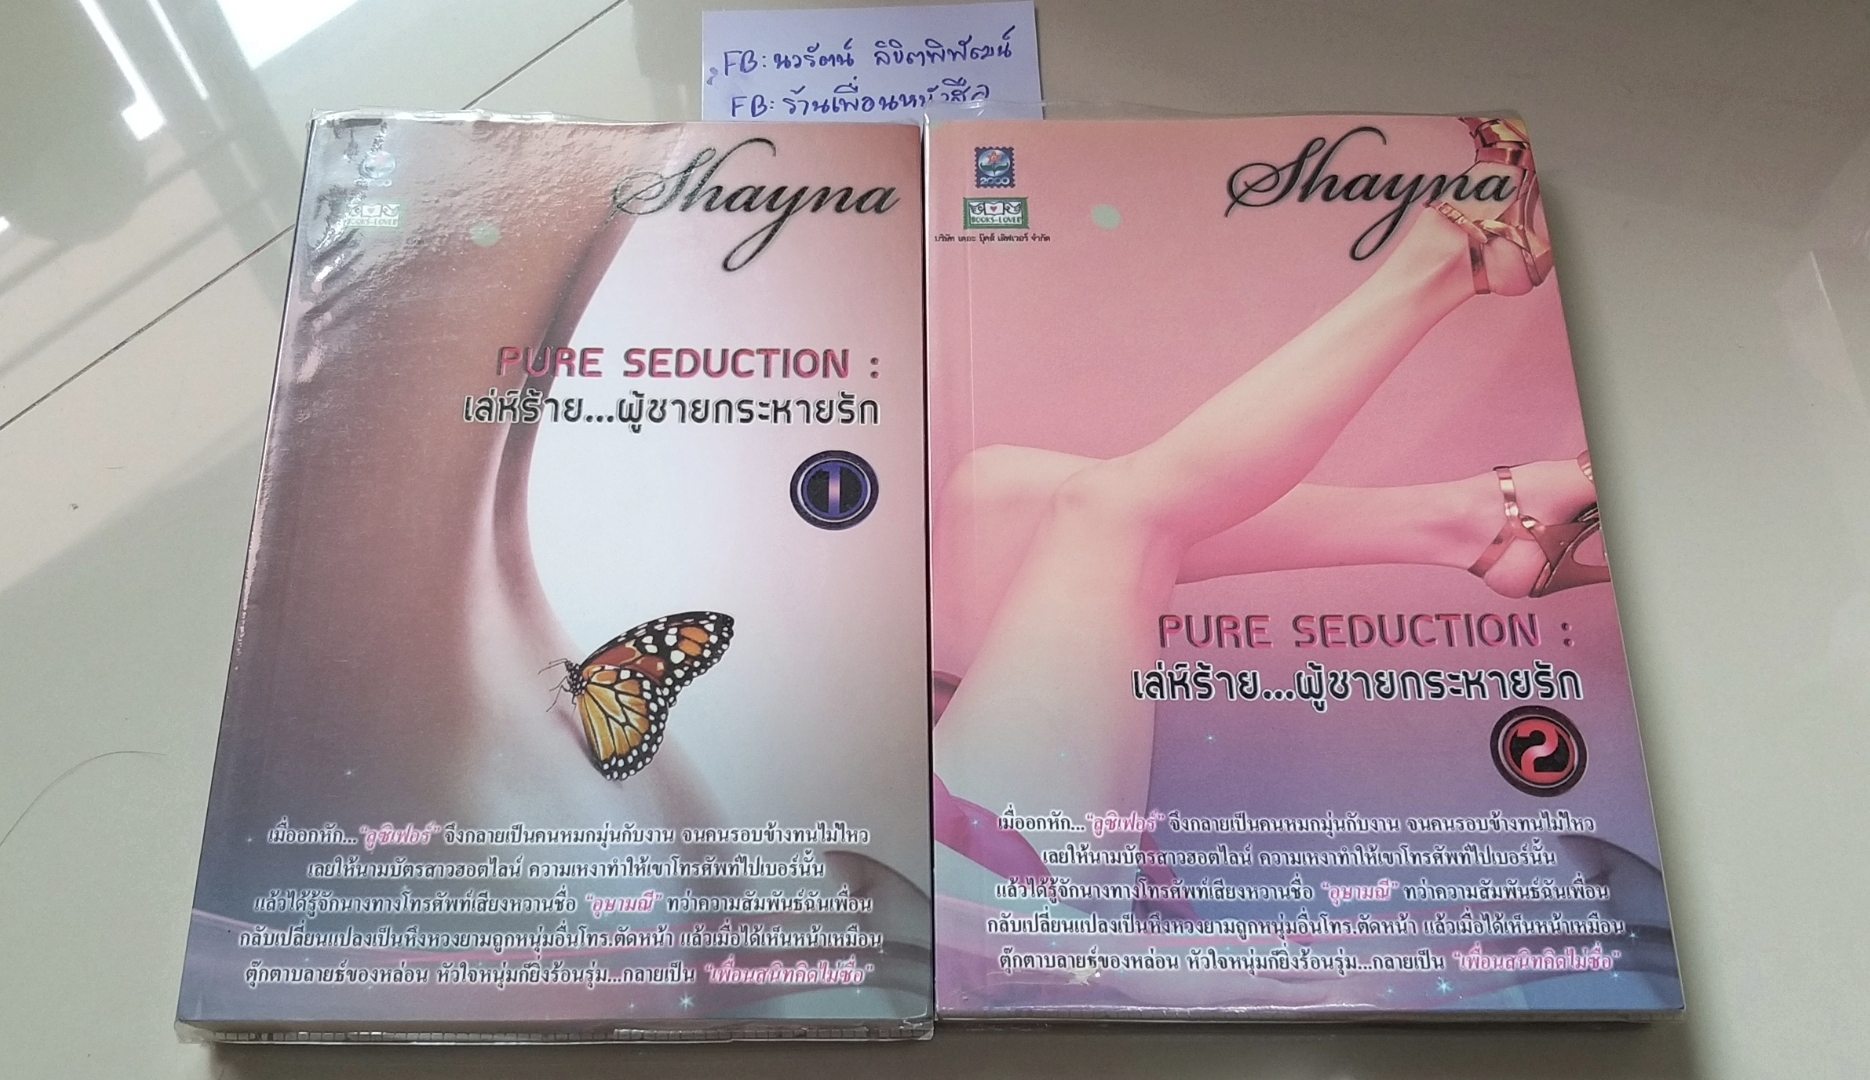 FB: นวรัตน์ ลิขิตพิพัฒน์
FB: ร้านเพื่อนหนังสือ
2000
BOOKS-LOVER
Shayna
PURE SEDUCTION :
เล่ห์ร้าย...ผู้ชายกระหายรัก
1
เมื่ออกหัก... "ลูซิเฟอร์" จึงกลายเป็นคนหมกมุ่นกับงาน จนคนรอบข้างทนไม่ไหว
เลยให้นามบัตรสาวฮอตไลน์ ความเหงาทำให้เขาโทรศัพท์ไปเบอร์นั้น
แล้วได้รู้จักนางทางโทรศัพท์เสียงหวานชื่อ "อุษามณี" ทว่าความสัมพันธ์ฉันเพื่อน
กลับเปลี่ยนแปลงเป็นหึงหวงยามถูกหนุ่มอื่นโทร.ตัดหน้า แล้วเมื่อได้เห็นหน้าเหมือน
ตุ๊กตาบลายธ์ของหล่อน หัวใจหนุ่มก็ยิ่งร้อนรุ่ม...กลายเป็น "เพื่อนสนิทคิดไม่ซื่อ"
2000
BOOKS-LOVER
บริษัท เดอะ บุ๊คส์ เลิฟเวอร์ จำกัด
Shayna
PURE SEDUCTION :
เล่ห์ร้าย...ผู้ชายกระหายรัก
2
เมื่ออกหัก... "ลูซิเฟอร์" จึงกลายเป็นคนหมกมุ่นกับงาน จนคนรอบข้างทนไม่ไหว
เลยให้นามบัตรสาวฮอตไลน์ ความเหงาทำให้เขาโทรศัพท์ไปเบอร์นั้น
แล้วได้รู้จักนางทางโทรศัพท์เสียงหวานชื่อ "อุษามณี" ทว่าความสัมพันธ์ฉันเพื่อน
กลับเปลี่ยนแปลงเป็นหึงหวงยามถูกหนุ่มอื่นโทร.ตัดหน้า แล้วเมื่อได้เห็นหน้าเหมือน
ตุ๊กตาบลายธ์ของหล่อน หัวใจหนุ่มก็ยิ่งร้อนรุ่ม...กลายเป็น "เพื่อนสนิทคิดไม่ซื่อ"